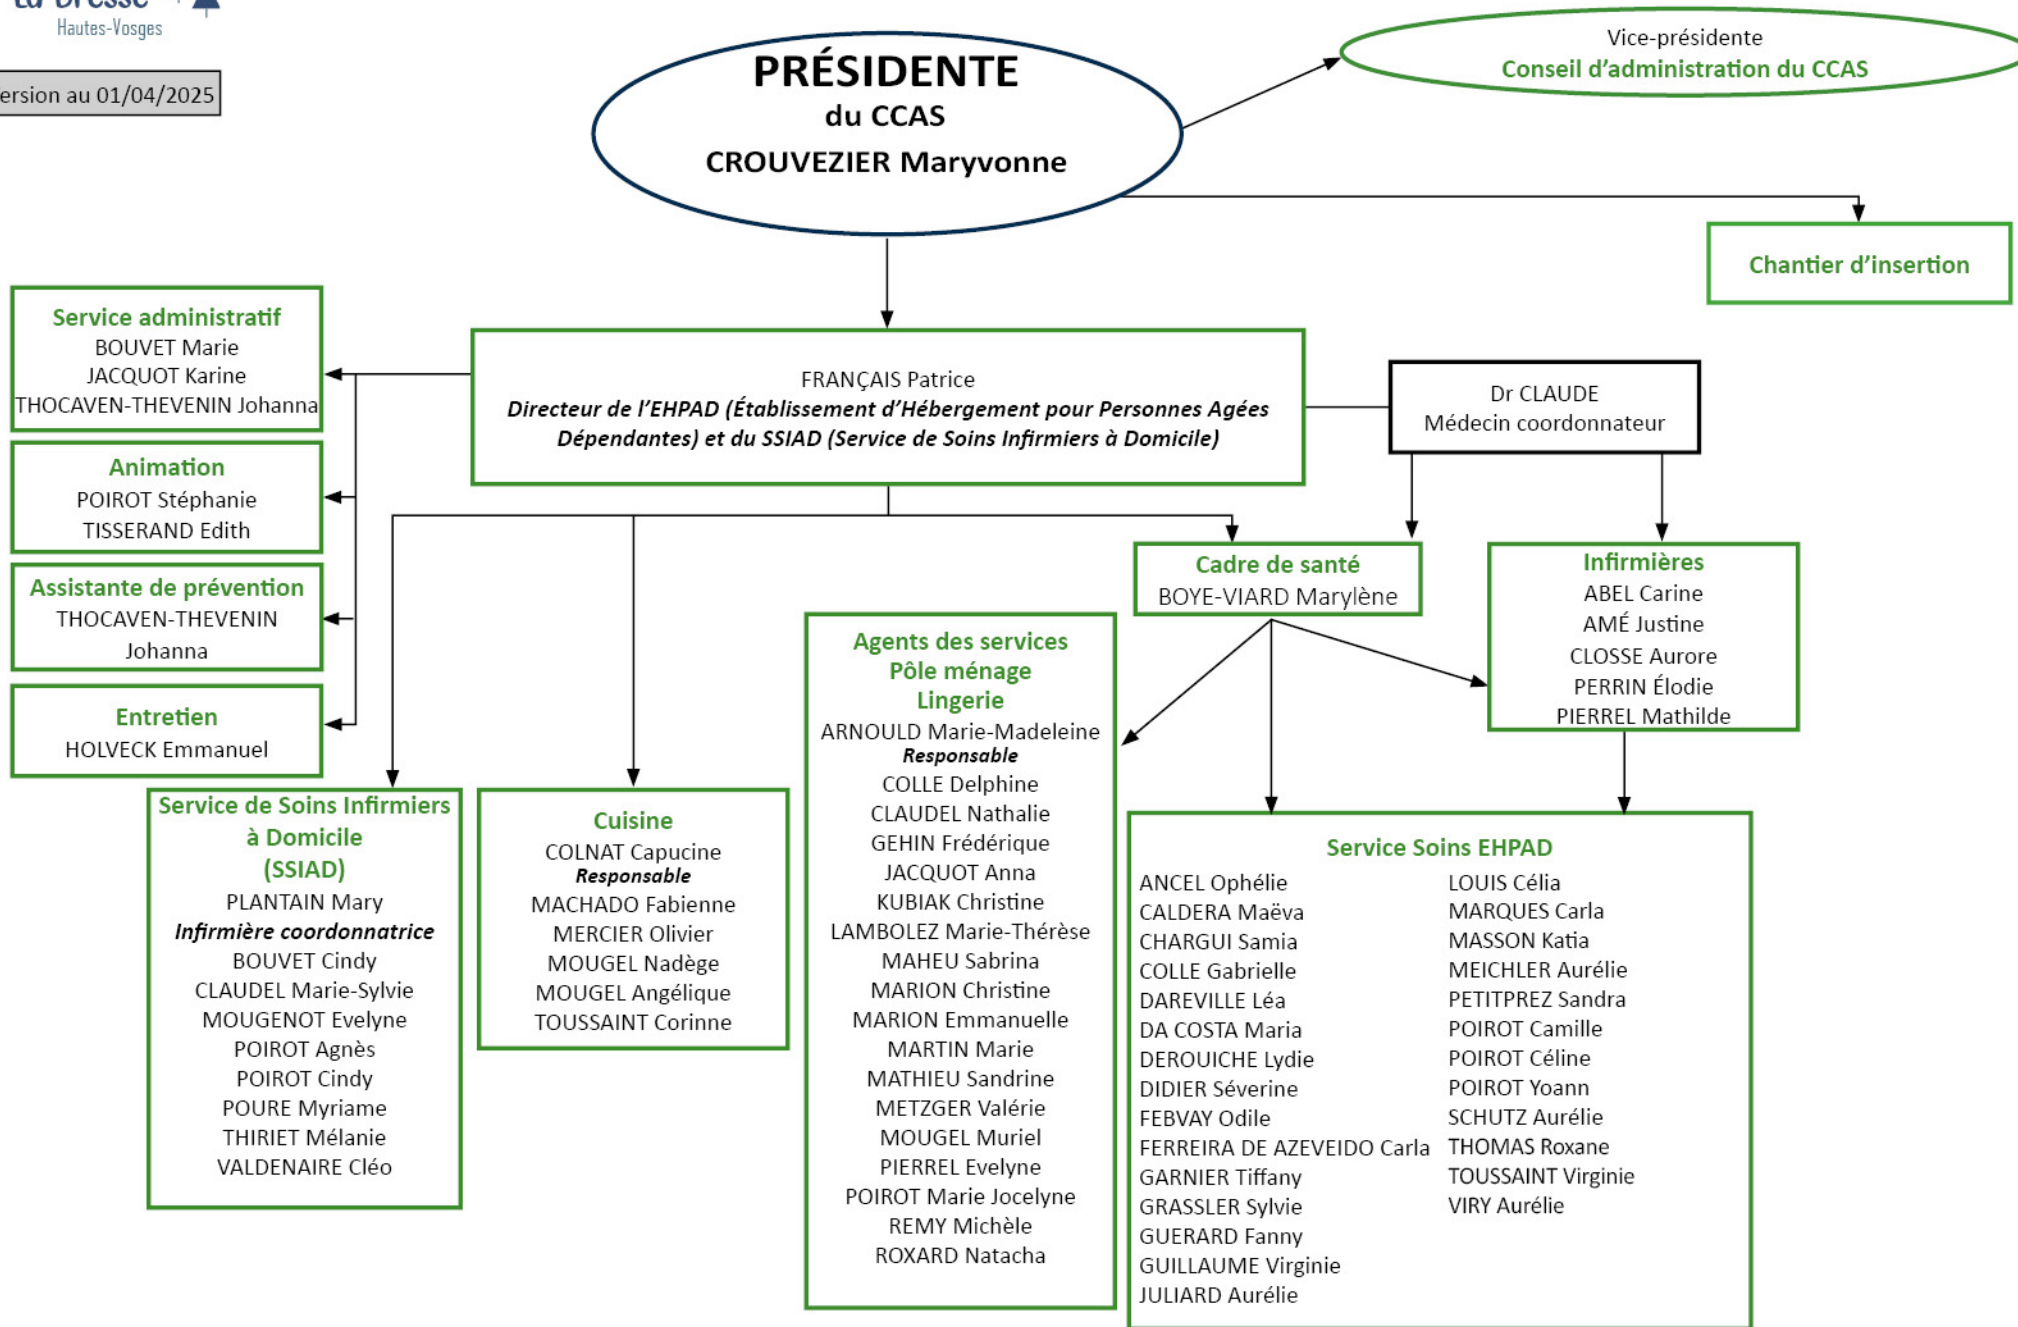 La Bresse
Hautes-Vosges
Version au 01/04/2025
PRÉSIDENTE
du CCAS
CROUVEZIER Maryvonne
Vice-présidente
Conseil d’administration du CCAS
Chantier d’insertion
Service administratif
BOUVET Marie
JACQUOT Karine
THOCAVEN-THEVENIN Johanna
FRANÇAIS Patrice
Directeur de l’EHPAD (Établissement d’Hébergement pour Personnes Agées
Dépendantes) et du SSIAD (Service de Soins Infirmiers à Domicile)
Dr CLAUDE
Médecin coordonnateur
Animation
POIROT Stéphanie
TISSERAND Edith
Assistante de prévention
THOCAVEN-THEVENIN
Johanna
Entretien
HOLVECK Emmanuel
Cadre de santé
BOYE-VIARD Marylène
Infirmières
ABEL Carine
AMÉ Justine
CLOSSE Aurore
PERRIN Élodie
PIERREL Mathilde
Service de Soins Infirmiers
à Domicile
(SSIAD)
PLANTAIN Mary
Infirmière coordonnatrice
BOUVET Cindy
CLAUDEL Marie-Sylvie
MOUGENOT Evelyne
POIROT Agnès
POIROT Cindy
POURE Myriame
THIRIET Mélanie
VALDENAIRE Cléo
Cuisine
COLNAT Capucine
Responsable
MACHADO Fabienne
MERCIER Olivier
MOUGEL Nadège
MOUGEL Angélique
TOUSSAINT Corinne
Agents des services
Pôle ménage
Lingerie
ARNOULD Marie-Madeleine
Responsable
COLLE Delphine
CLAUDEL Nathalie
GEHIN Frédérique
JACQUOT Anna
KUBIAK Christine
LAMBOLEZ Marie-Thérèse
MAHEU Sabrina
MARION Christine
MARION Emmanuelle
MARTIN Marie
MATHIEU Sandrine
METZGER Valérie
MOUGEL Muriel
PIERREL Evelyne
POIROT Marie Jocelyne
REMY Michèle
ROXARD Natacha
Service Soins EHPAD
ANCEL Ophélie
CALDERA Maëva
CHARGUI Samia
COLLE Gabrielle
DAREVILLE Léa
DA COSTA Maria
DEROUICHE Lydie
DIDIER Séverine
FEBVAY Odile
FERREIRA DE AZEVEIDO Carla
GARNIER Tiffany
GRASSLER Sylvie
GUERARD Fanny
GUILLAUME Virginie
JULIARD Aurélie
LOUIS Célia
MARQUES Carla
MASSON Katia
MEICHLER Aurélie
PETITPREZ Sandra
POIROT Camille
POIROT Céline
POIROT Yoann
SCHUTZ Aurélie
THOMAS Roxane
TOUSSAINT Virginie
VIRY Aurélie